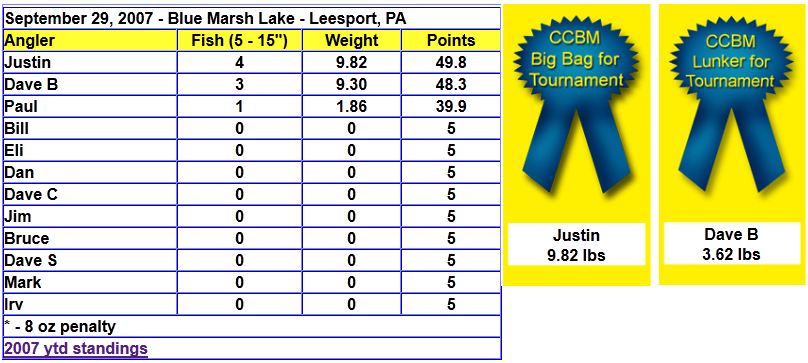 September 29, 2007 - Blue Marsh Lake - Leesport, PA
Angler Fish (5 - 15") Weight Points
Justin 4 9.82 49.8
Dave B 3 9.30 48.3
Paul 1 1.86 39.9
Bill 0 0 5
Eli 0 0 5
Dan 0 0 5
Dave C 0 0 5
Jim 0 0 5
Bruce 0 0 5
Dave S 0 0 5
Mark 0 0 5
Irv 0 0 5
* - 8 oz penalty
2007 ytd standings
CCBM
Big Bag for
Tournament
Justin
9.82 lbs
CCBM
Lunker for
Tournament
Dave B
3.62 lbs